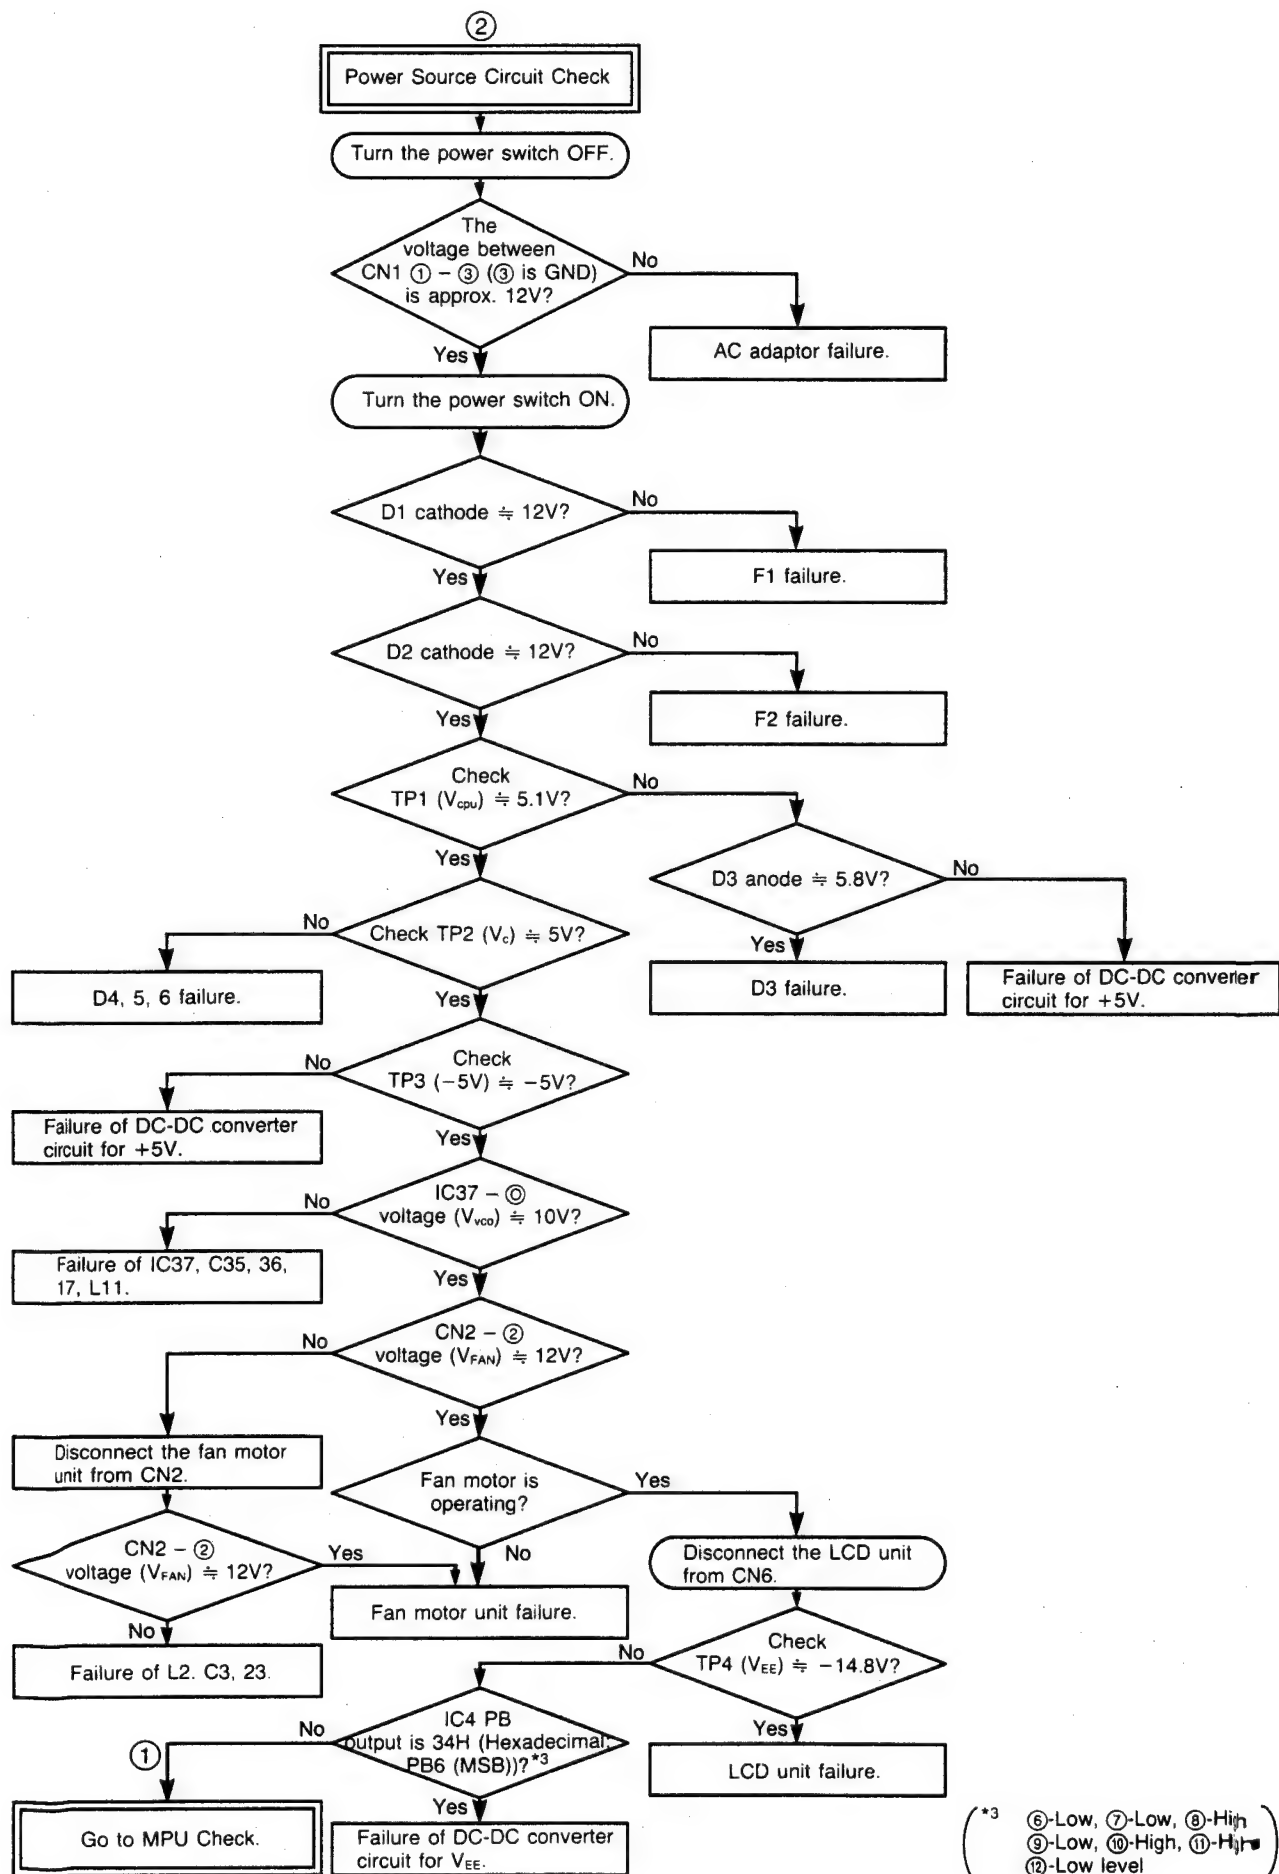 ②
Power Source Circuit Check
Turn the power switch OFF.
The
voltage between
CN1 ① – ③ (③ is GND)
is approx. 12V?
No
AC adaptor failure.
Yes
Turn the power switch ON.
D1 cathode ≒ 12V?
No
F1 failure.
Yes
D2 cathode ≒ 12V?
No
F2 failure.
Yes
Check
TP1 (Vcpu) ≒ 5.1V?
No
Yes
D3 anode ≒ 5.8V?
No
Yes
D3 failure.
Failure of DC-DC converter
circuit for +5V.
Check TP2 (Vc) ≒ 5V?
No
D4, 5, 6 failure.
Yes
Check
TP3 (−5V) ≒ −5V?
No
Failure of DC-DC converter
circuit for +5V.
Yes
IC37 – ⓞ
voltage (Vvco) ≒ 10V?
No
Failure of IC37, C35, 36,
17, L11.
Yes
CN2 – ②
voltage (VFAN) ≒ 12V?
No
Yes
Disconnect the fan motor
unit from CN2.
Fan motor is
operating?
Yes
No
CN2 – ②
voltage (VFAN) ≒ 12V?
Yes
Fan motor unit failure.
No
Failure of L2. C3, 23.
Disconnect the LCD unit
from CN6.
Check
TP4 (VEE) ≒ −14.8V?
No
Yes
LCD unit failure.
IC4 PB
output is 34H (Hexadecimal;
PB6 (MSB))?*3
No
①
Go to MPU Check.
Yes
Failure of DC-DC converter
circuit for VEE.
*3 ⑥-Low, ⑦-Low, ⑧-High
⑨-Low, ⑩-High, ⑪-High
⑫-Low level